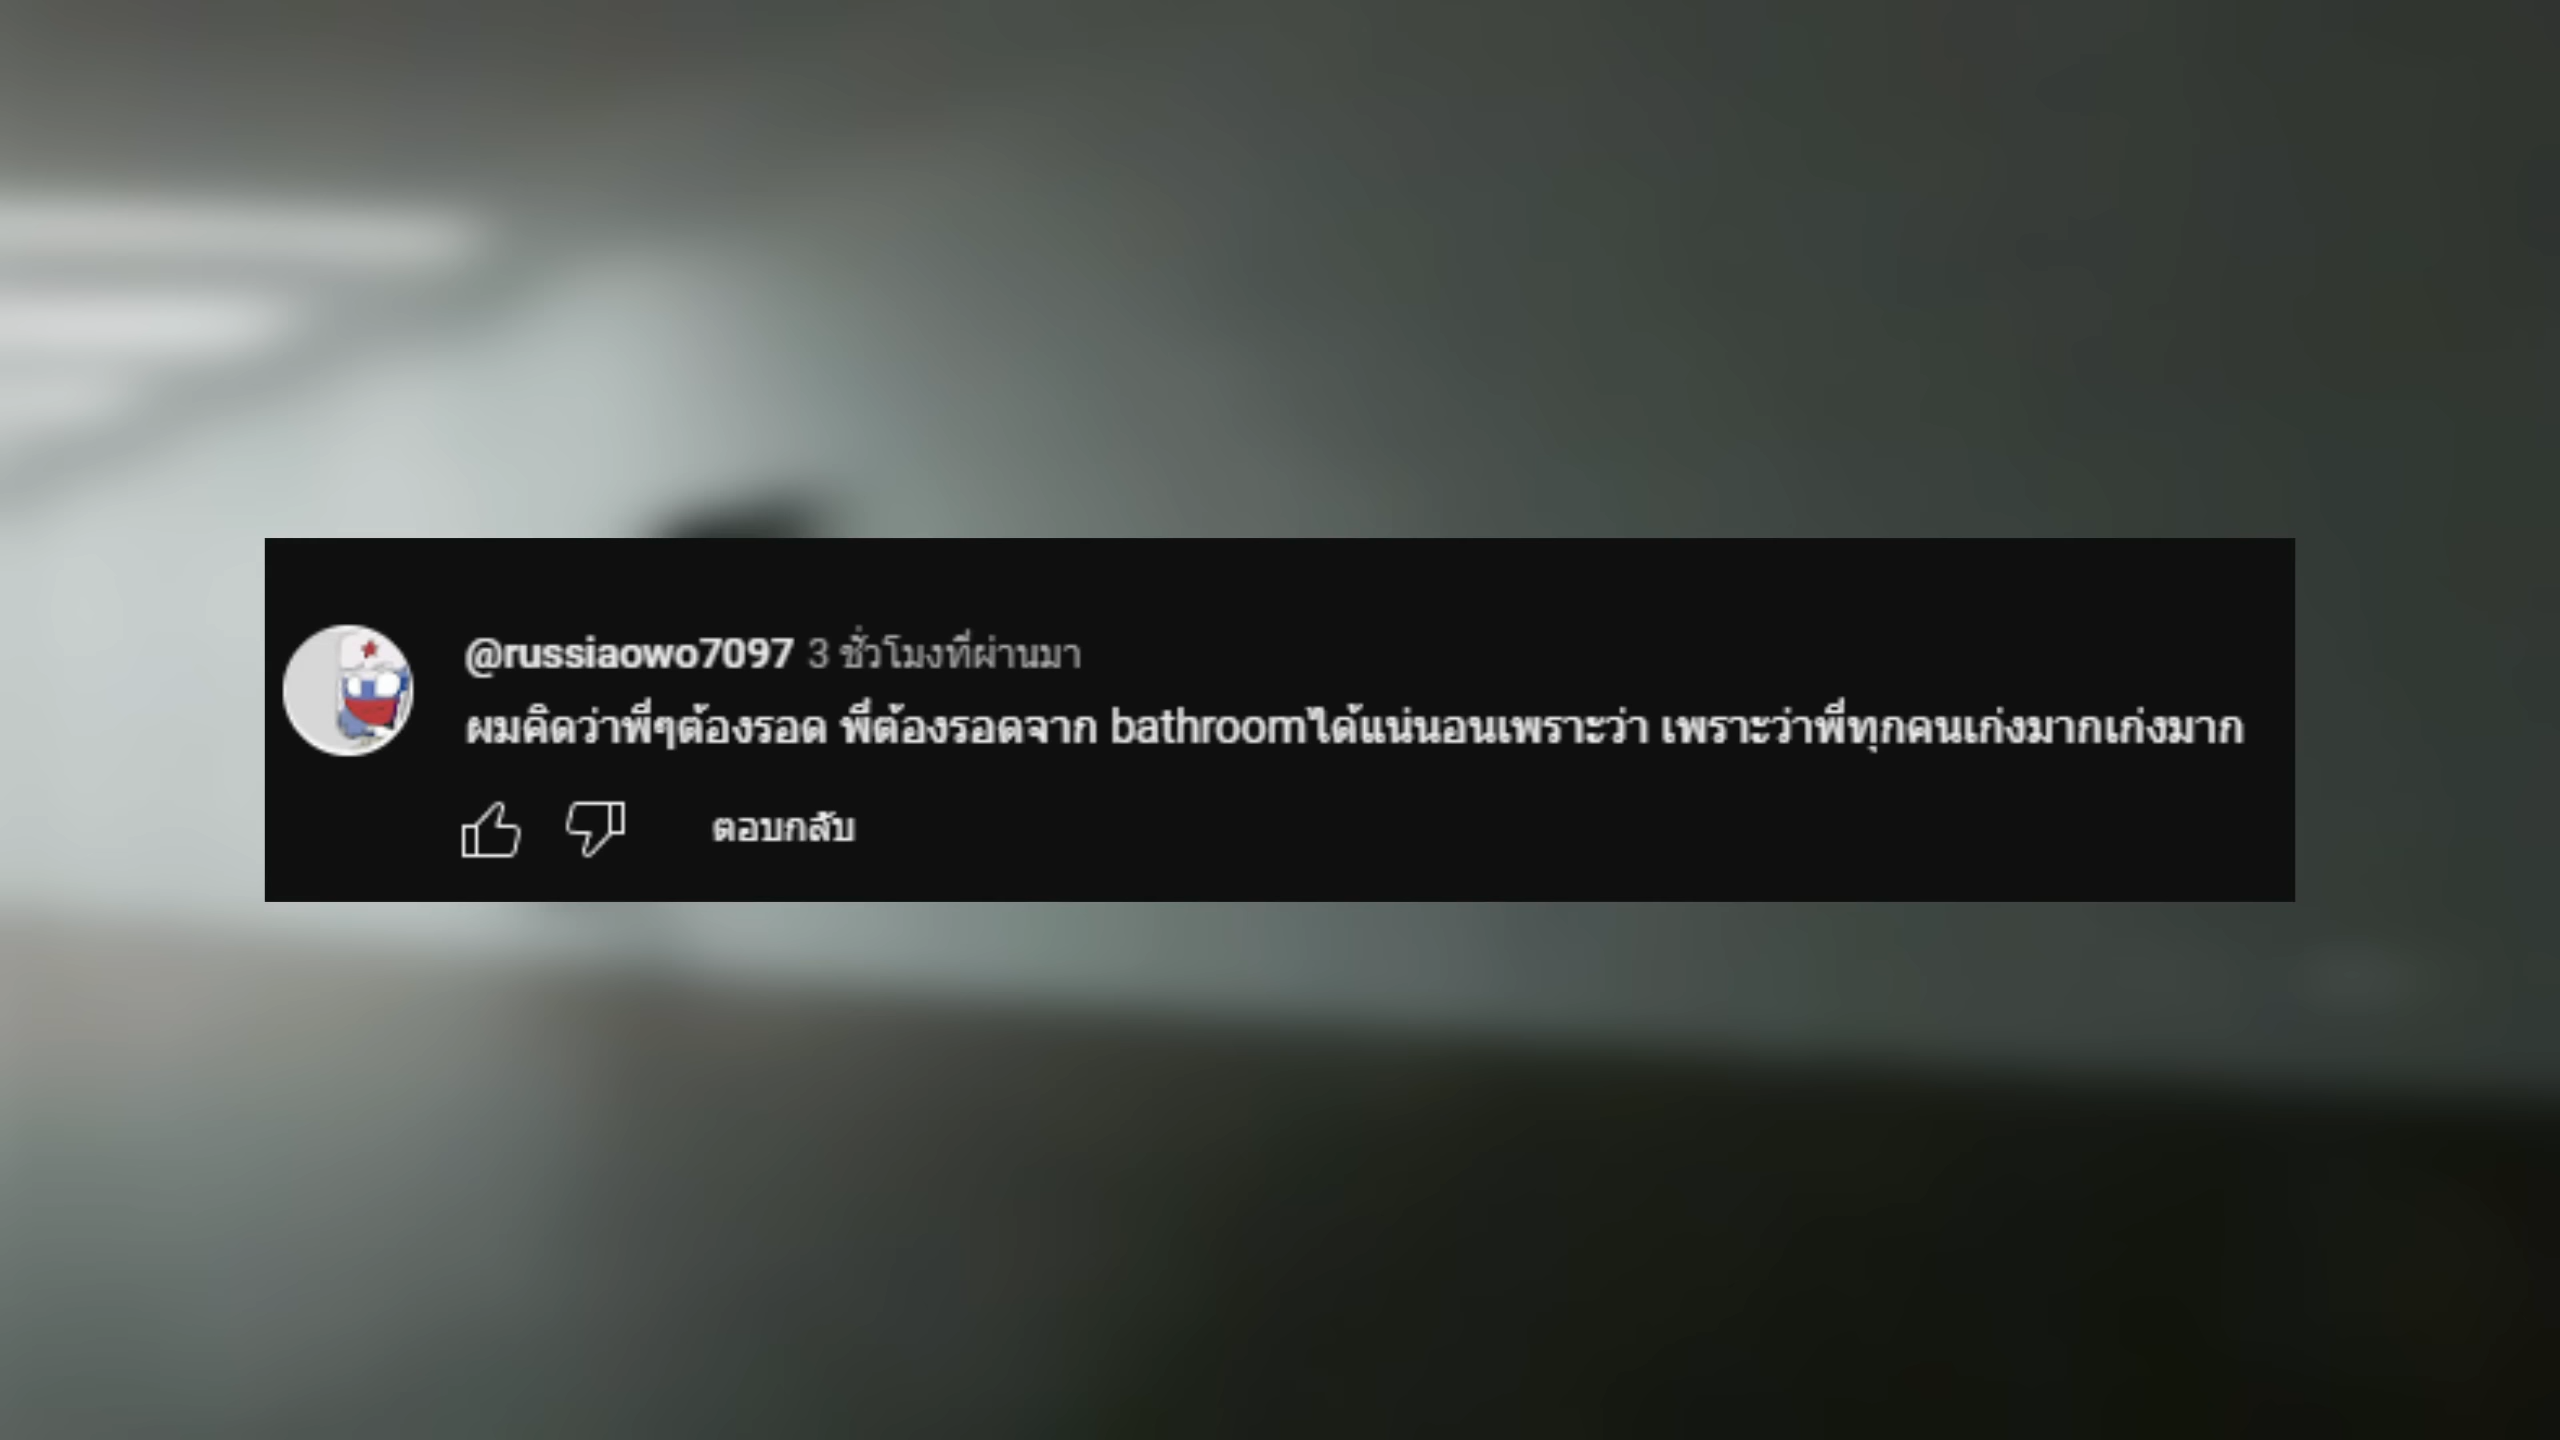 @russiaowo7097 3 ชั่วโมงที่ผ่านมา
ผมคิดว่าพี่ๆต้องรอด พี่ต้องรอดจาก bathroomได้แน่นอนเพราะว่า เพราะว่าพี่ทุกคนเก่งมากเก่งมาก
ตอบกลับ